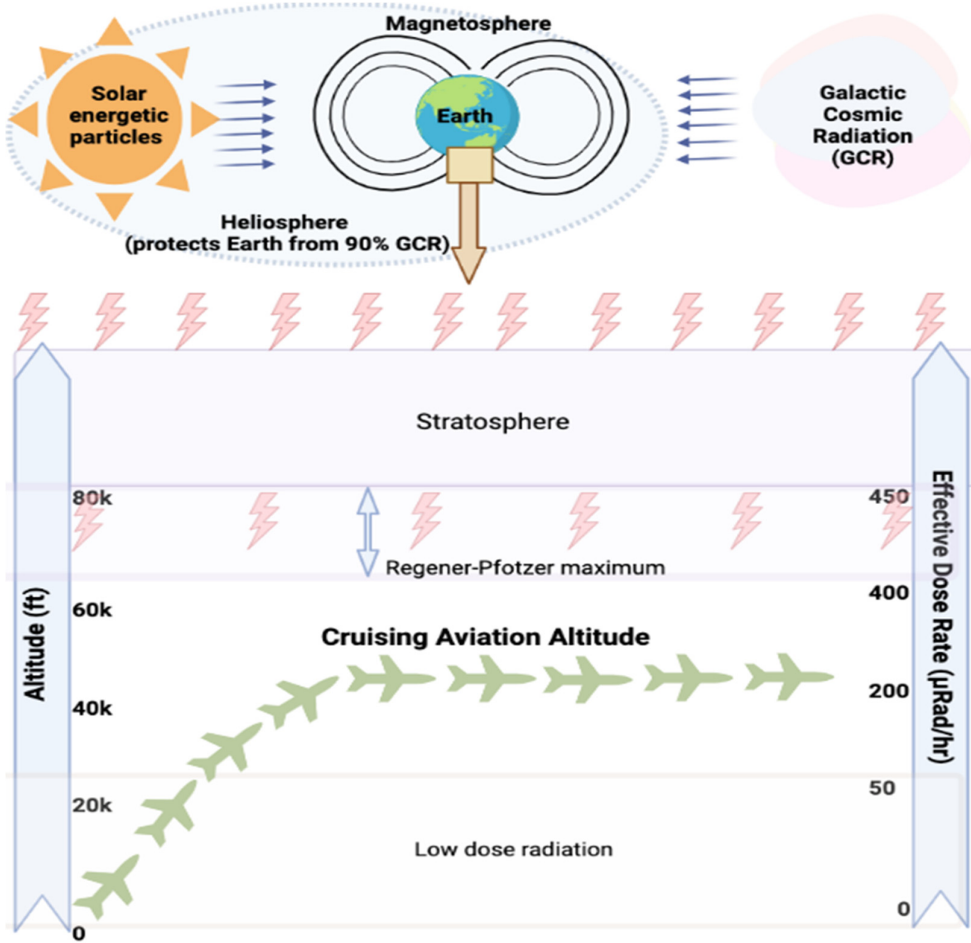 Magnetosphere
Solar
energetic
particles
Earth
Galactic
Cosmic
Radiation
(GCR)
Heliosphere
(protects Earth from 90% GCR)
Stratosphere
80k
450
Regener-Pfotzer maximum
60k
400
Cruising Aviation Altitude
Altitude (ft)
Effective Dose Rate (μRad/hr)
40k
200
20k
50
Low dose radiation
0
0